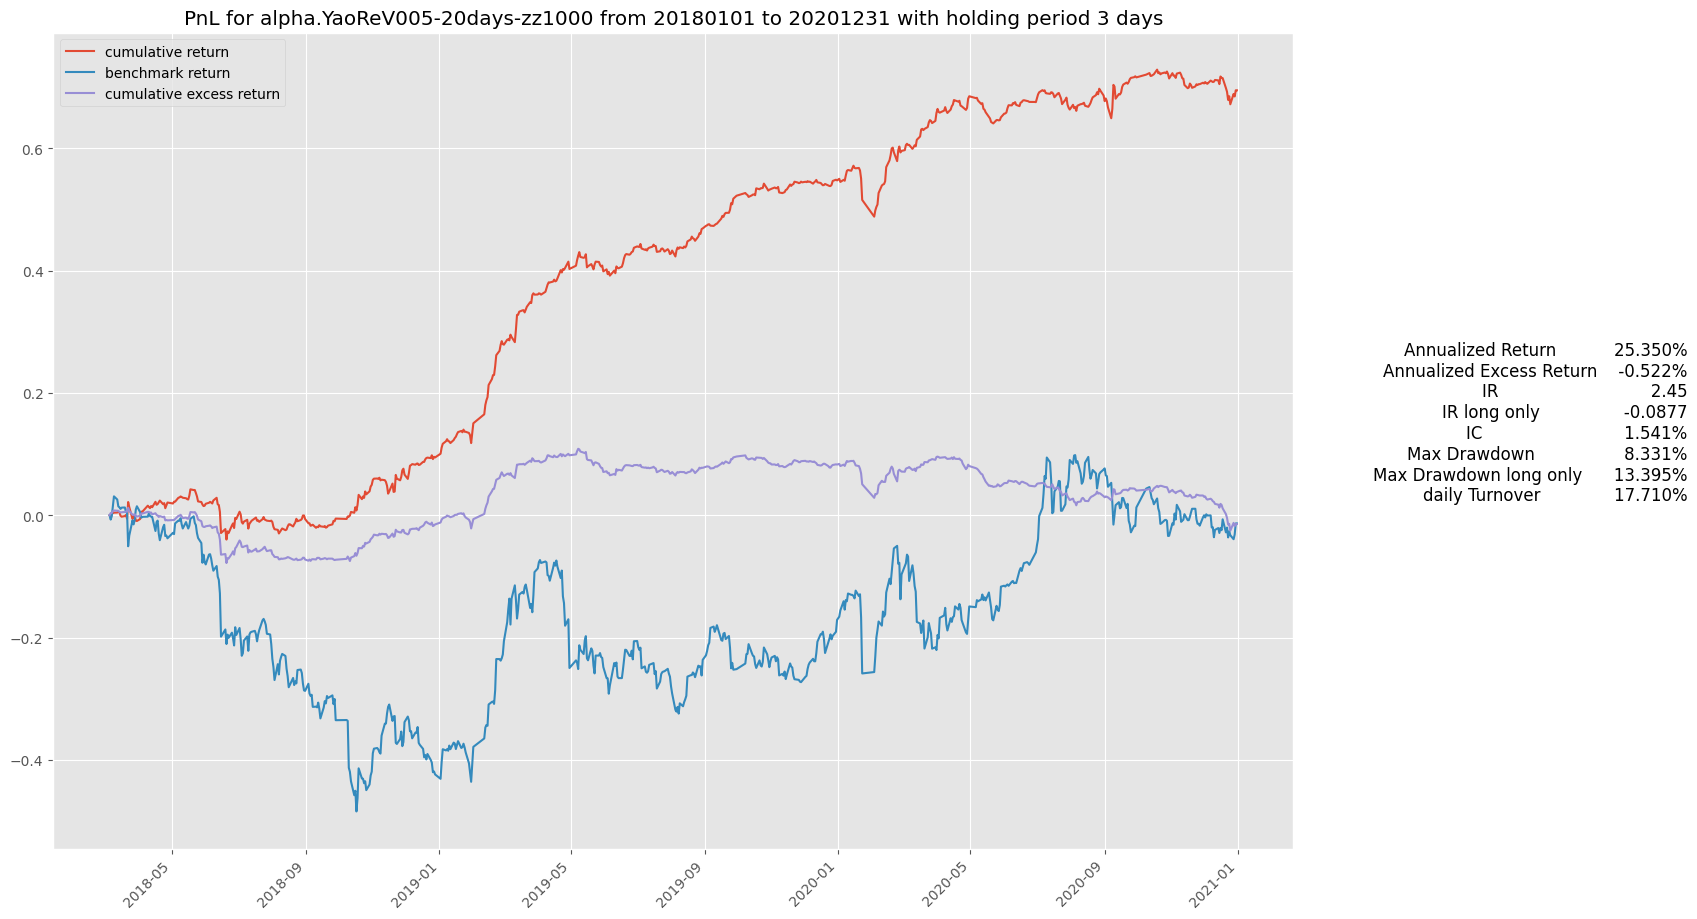 PnL for alpha.YaoReV005-20days-zz1000 from 20180101 to 20201231 with holding period 3 days
cumulative return
benchmark return
cumulative excess return
0.6
0.4
0.2
0.0
−0.2
−0.4
2018-05
2018-09
2019-01
2019-05
2019-09
2020-01
2020-05
2020-09
2021-01
Annualized Return 25.350%
Annualized Excess Return -0.522%
IR 2.45
IR long only -0.0877
IC 1.541%
Max Drawdown 8.331%
Max Drawdown long only 13.395%
daily Turnover 17.710%